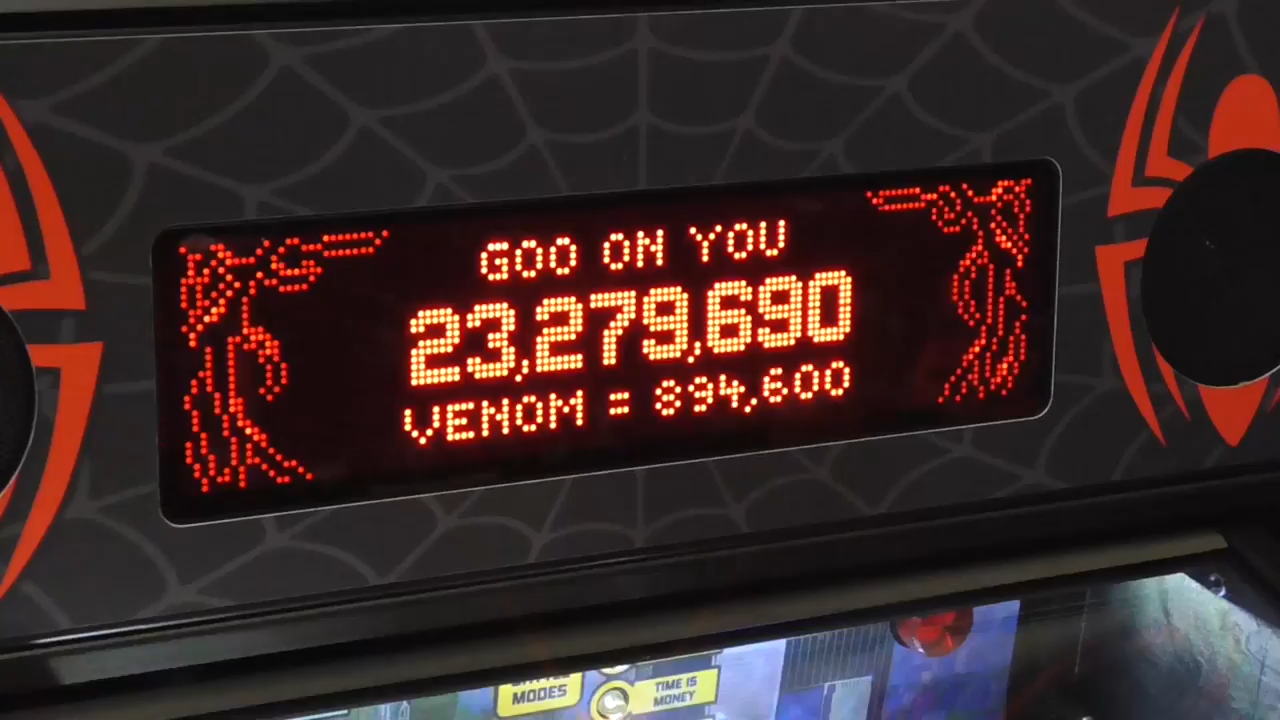 GOO ON YOU
23,279,690
VENOM = 894,600
MODES
TIME IS
MONEY